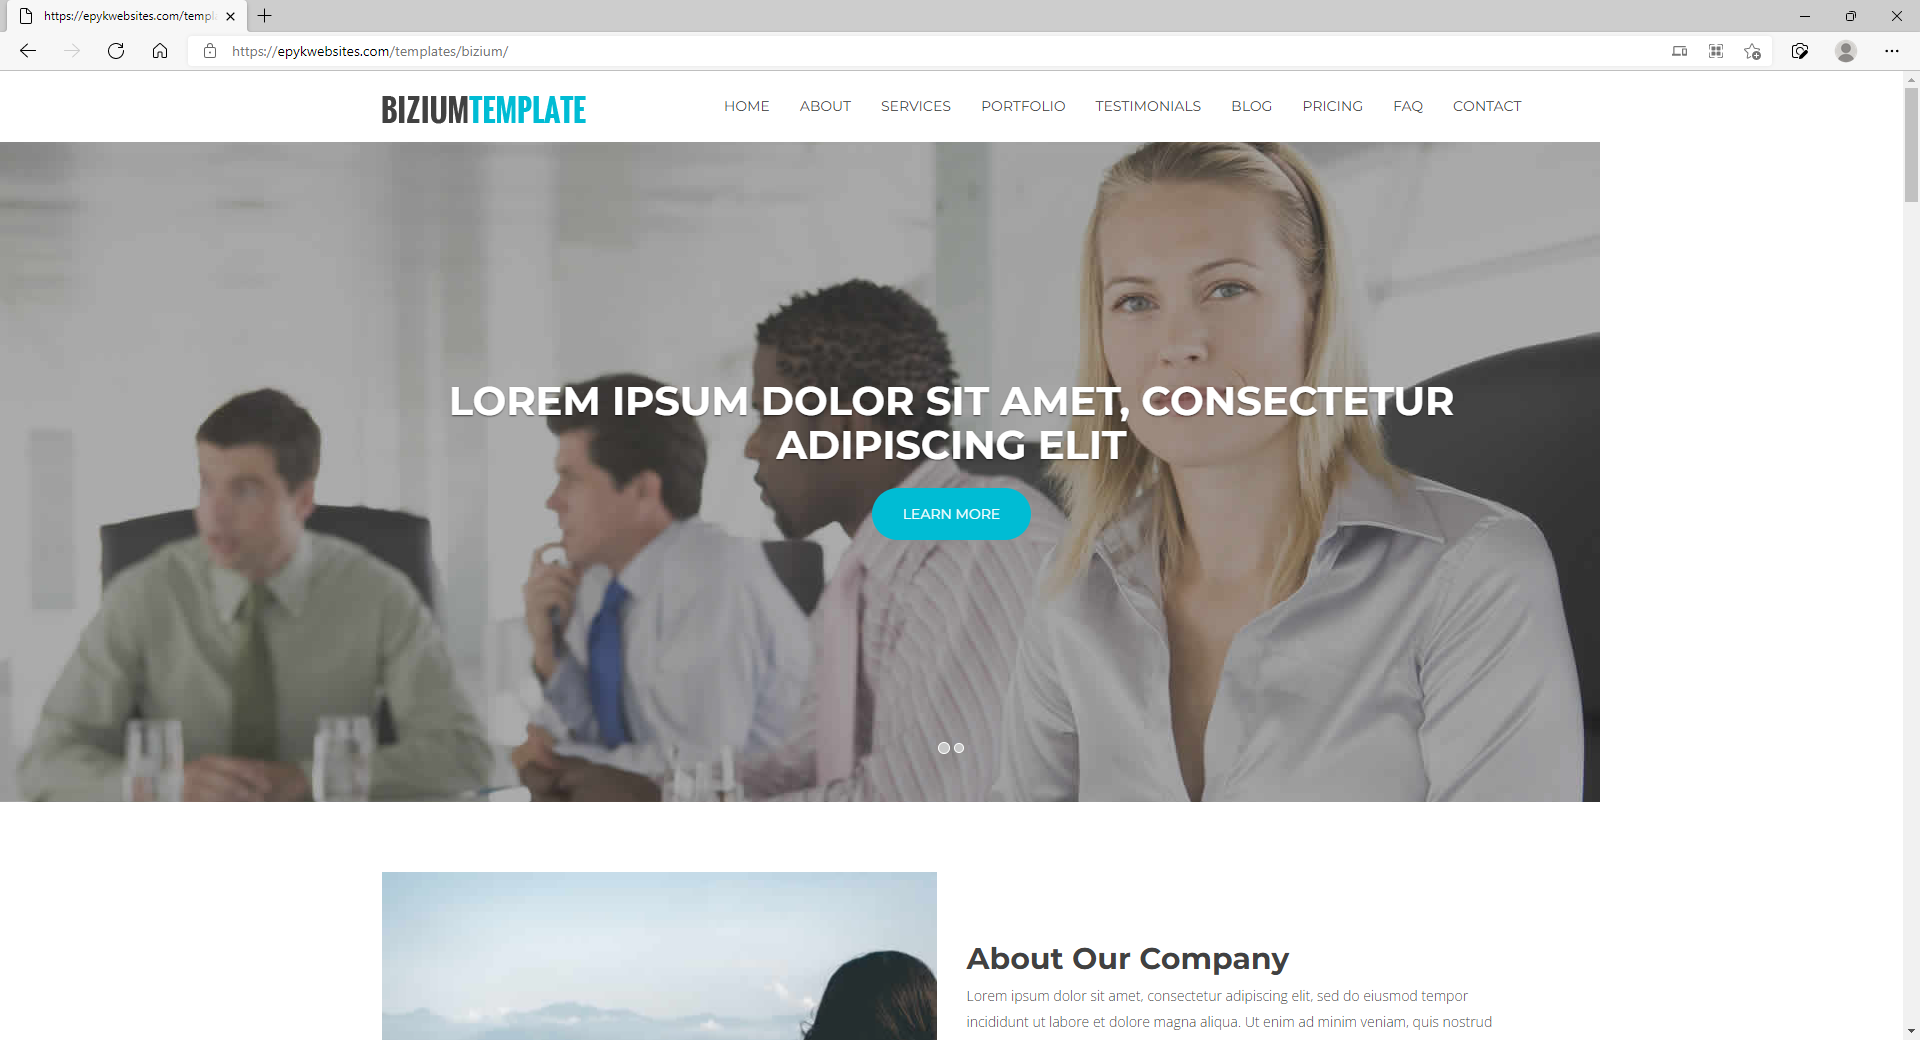 https://epykwebsites.com/templ
https://epykwebsites.com/templates/bizium/
BIZIUMTEMPLATE
HOME ABOUT SERVICES PORTFOLIO TESTIMONIALS BLOG PRICING FAQ CONTACT
LOREM IPSUM DOLOR SIT AMET, CONSECTETUR
ADIPISCING ELIT
LEARN MORE
About Our Company
Lorem ipsum dolor sit amet, consectetur adipiscing elit, sed do eiusmod tempor
incididunt ut labore et dolore magna aliqua. Ut enim ad minim veniam, quis nostrud